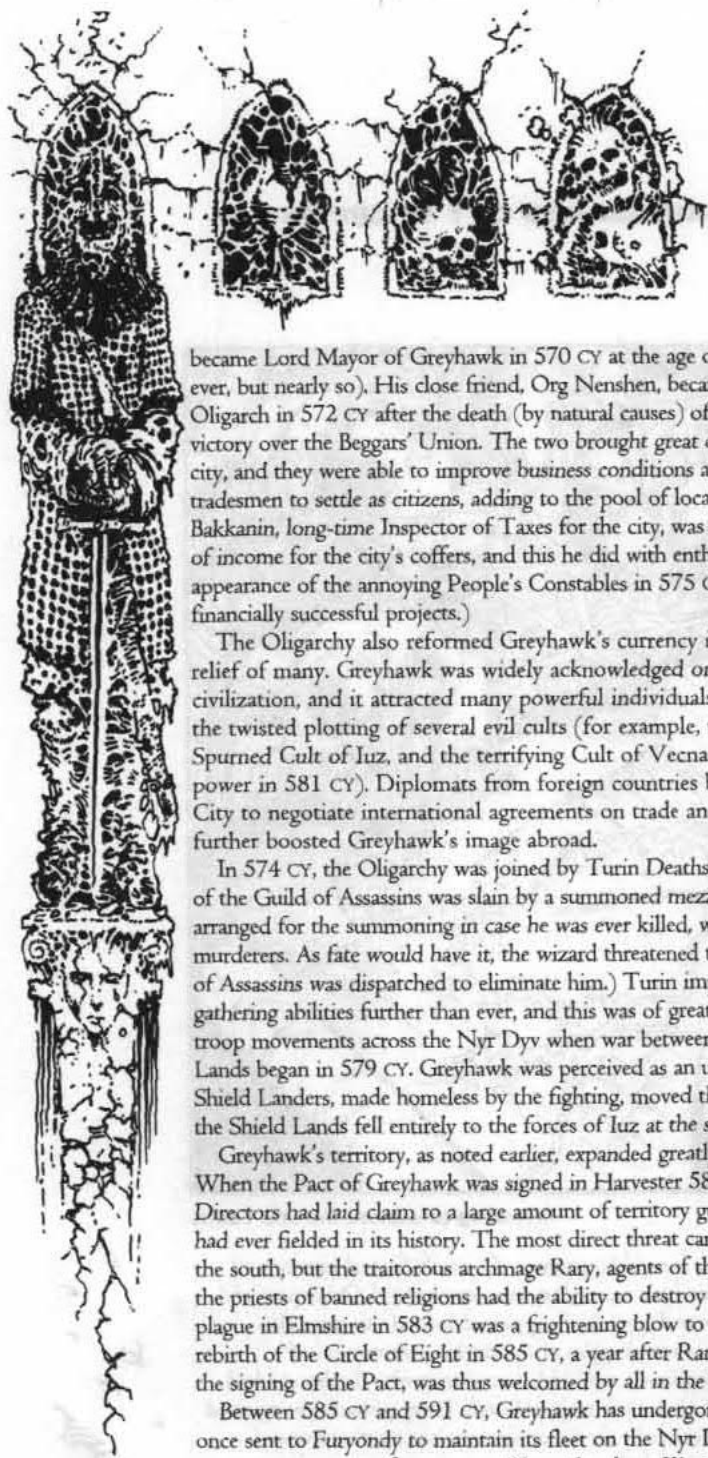 became Lord Mayor of Greyhawk in 570 CY at the age o
ever, but nearly so). His close friend, Org Nenshen, beca
Oligarch in 572 CY after the death (by natural causes) of
victory over the Beggars' Union. The two brought great
city, and they were able to improve business conditions a
tradesmen to settle as citizens, adding to the pool of loca
Bakkanin, long-time Inspector of Taxes for the city, was
of income for the city's coffers, and this he did with enth
appearance of the annoying People's Constables in 575
financially successful projects.)
The Oligarchy also reformed Greyhawk's currency
relief of many. Greyhawk was widely acknowledged
civilization, and it attracted many powerful individuals
the twisted plotting of several evil cults (for example,
Spurned Cult of Iuz, and the terrifying Cult of Vecna
power in 581 CY). Diplomats from foreign countries
City to negotiate international agreements on trade an
further boosted Greyhawk's image abroad.
In 574 CY, the Oligarchy was joined by Turin Deaths
of the Guild of Assassins was slain by a summoned mezz
arranged for the summoning in case he was ever killed, w
murderers. As fate would have it, the wizard threatened
of Assassins was dispatched to eliminate him.) Turin im
gathering abilities further than ever, and this was of great
troop movements across the Nyr Dyv when war between
Lands began in 579 CY. Greyhawk was perceived as an u
Shield Landers, made homeless by the fighting, moved th
the Shield Lands fell entirely to the forces of Iuz at the s
Greyhawk's territory, as noted earlier, expanded greatl
When the Pact of Greyhawk was signed in Harvester 58
Directors had laid claim to a large amount of territory g
had ever fielded in its history. The most direct threat can
the south, but the traitorous archmage Rary, agents of th
the priests of banned religions had the ability to destroy
plague in Elmshire in 583 CY was a frightening blow to
rebirth of the Circle of Eight in 585 CY, a year after Rar
the signing of the Pact, was thus welcomed by all in the
Between 585 CY and 591 CY, Greyhawk has undergo
once sent to Furyondy to maintain its fleet on the Nyr D